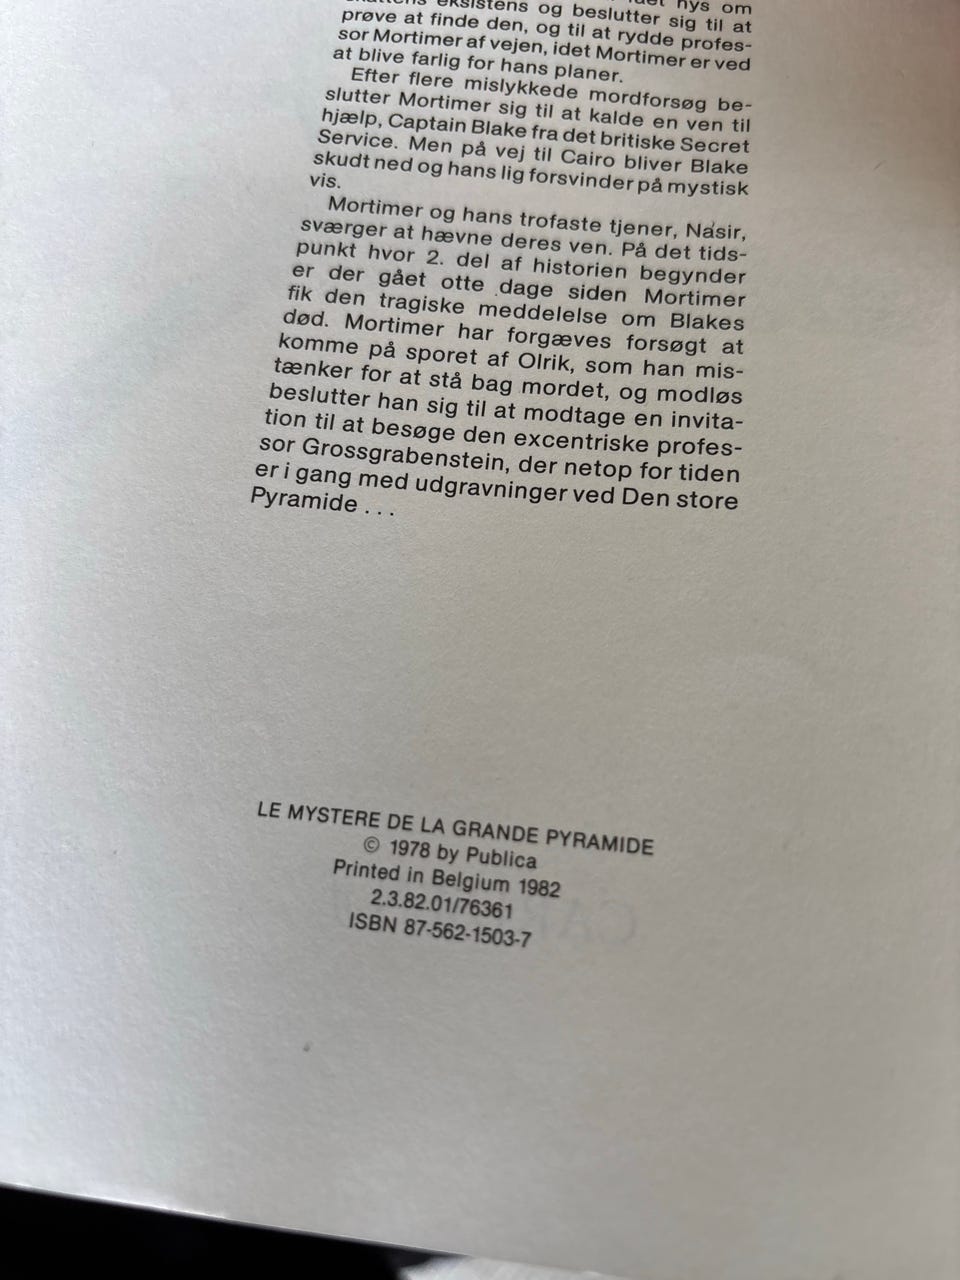 eksistens og beslutter sig til at
prøve at finde den, og til at rydde profes-
sor Mortimer af vejen, idet Mortimer er ved
at blive farlig for hans planer.
Efter flere mislykkede mordforsøg be-
slutter Mortimer sig til at kalde en ven til
hjælp, Captain Blake fra det britiske Secret
Service. Men på vej til Cairo bliver Blake
skudt ned og hans lig forsvinder på mystisk
vis.
Mortimer og hans trofaste tjener, Nasir,
sværger at hævne deres ven. På det tids-
punkt hvor 2. del af historien begynder
er der gået otte dage siden Mortimer
fik den tragiske meddelelse om Blakes
død. Mortimer har forgæves forsøgt at
komme på sporet af Olrik, som han mis-
tænker for at stå bag mordet, og modløs
beslutter han sig til at modtage en invita-
tion til at besøge den excentriske profes-
sor Grossgrabenstein, der netop for tiden
er i gang med udgravninger ved Den store
Pyramide . . .
LE MYSTERE DE LA GRANDE PYRAMIDE
© 1978 by Publica
Printed in Belgium 1982
2.3.82.01/76361
ISBN 87-562-1503-7